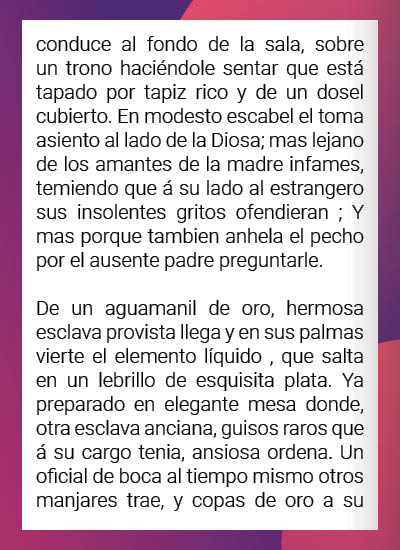 conduce al fondo de la sala, sobre
un trono haciéndole sentar que está
tapado por tapiz rico y de un dosel
cubierto. En modesto escabel el toma
asiento al lado de la Diosa; mas lejano
de los amantes de la madre infames,
temiendo que á su lado al estrangero
sus insolentes gritos ofendieran ; Y
mas porque tambien anhela el pecho
por el ausente padre preguntarle.

De un aguamanil de oro, hermosa
esclava provista llega y en sus palmas
vierte el elemento líquido , que salta
en un lebrillo de esquisita plata. Ya
preparado en elegante mesa donde,
otra esclava anciana, guisos raros que
á su cargo tenia, ansiosa ordena. Un
oficial de boca al tiempo mismo otros
manjares trae, y copas de oro a su